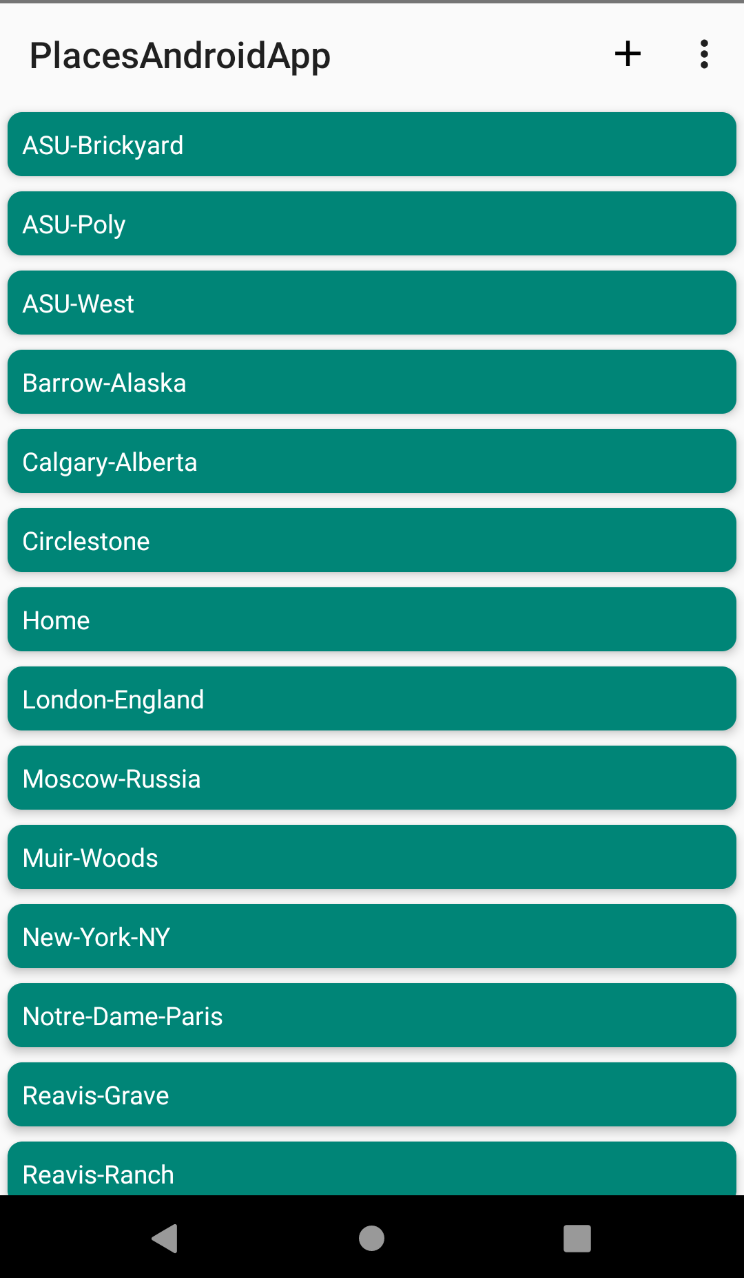 PlacesAndroidApp
ASU-Brickyard
ASU-Poly
ASU-West
Barrow-Alaska
Calgary-Alberta
Circlestone
Home
London-England
Moscow-Russia
Muir-Woods
New-York-NY
Notre-Dame-Paris
Reavis-Grave
Reavis-Ranch